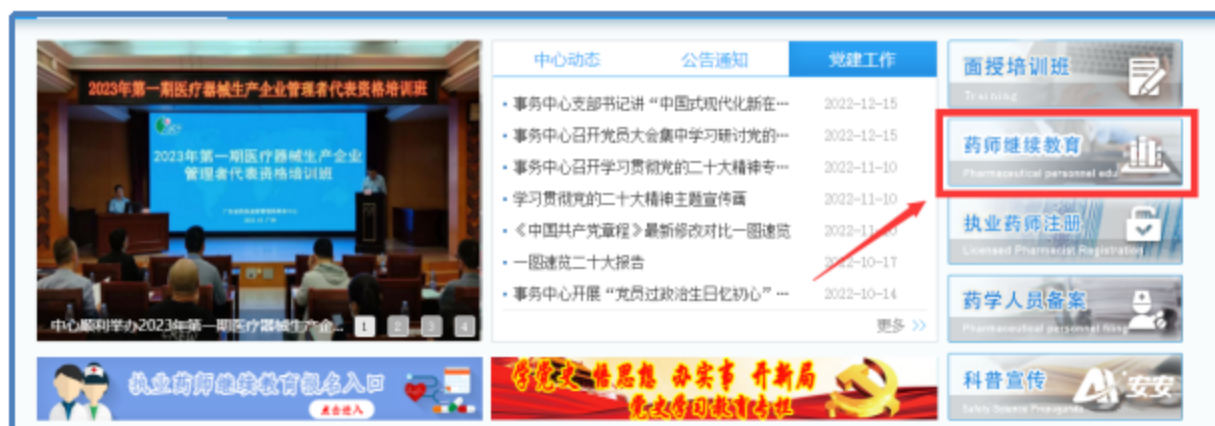 2023年第一期医疗器械生产企业管理者代表资格培训班
2023年第一期医疗器械生产企业
管理者代表资格培训班
中心顺利举办2023年第一期医疗器械生产企...
1
2
3
4
中心动态
公告通知
党建工作
事务中心支部书记讲“中国式现代化新在…
2022-12-15
事务中心召开党员大会集中学习研讨党的…
2022-12-15
事务中心召开学习贯彻党的二十大精神专…
2022-11-10
学习贯彻党的二十大精神主题宣传画
2022-11-10
《中国共产党章程》最新修改对比一图速览
一图速览二十大报告
2022-10-17
事务中心开展“党员过政治生日忆初心”…
2022-10-14
更多 >>
面授培训班
Training
药师继续教育
Pharmaceutical personnel edu
执业药师注册
Licensed Pharmacist Registration
药学人员备案
Pharmaceutical personnel filing
科普宣传
Safety Science Propaganda
安安
执业药师继续教育报名入口
点击进入
学党史 悟思想 办实事 开新局
党史学习教育专栏